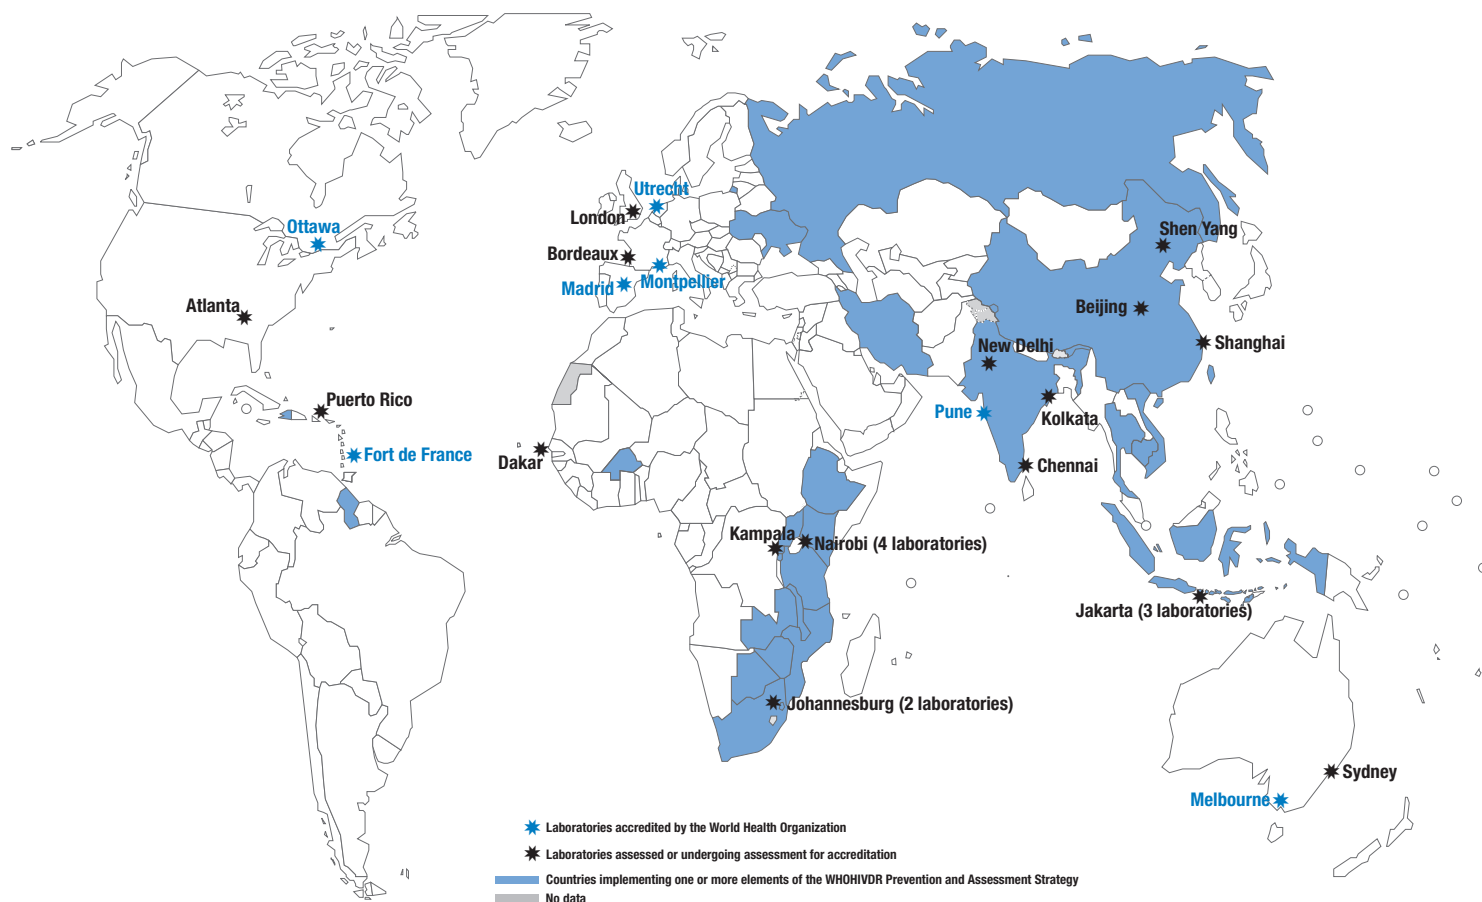 Utrecht
London
Ottawa
Shen Yang
Bordeaux
Montpellier
Madrid
Atlanta
Beijing
New Delhi
Shanghai
Puerto Rico
Pune
Kolkata
Fort de France
Dakar
Chennai
Kampala
Nairobi (4 laboratories)
Jakarta (3 laboratories)
Johannesburg (2 laboratories)
Sydney
Melbourne
Laboratories accredited by the World Health Organization
Laboratories assessed or undergoing assessment for accreditation
Countries implementing one or more elements of the WHOHIVDR Prevention and Assessment Strategy
No data